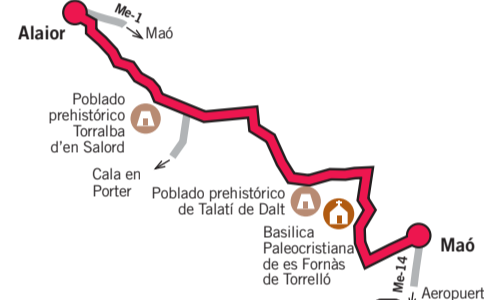 Me-1
Alaior
Maó
Poblado
prehistórico
Torralba
d'en Salord
Cala en
Porter
Poblado prehistórico
de Talatí de Dalt
Basilica
Paleocristiana
de es Fornàs
de Torrelló
Maó
Me-14
Aeropuert